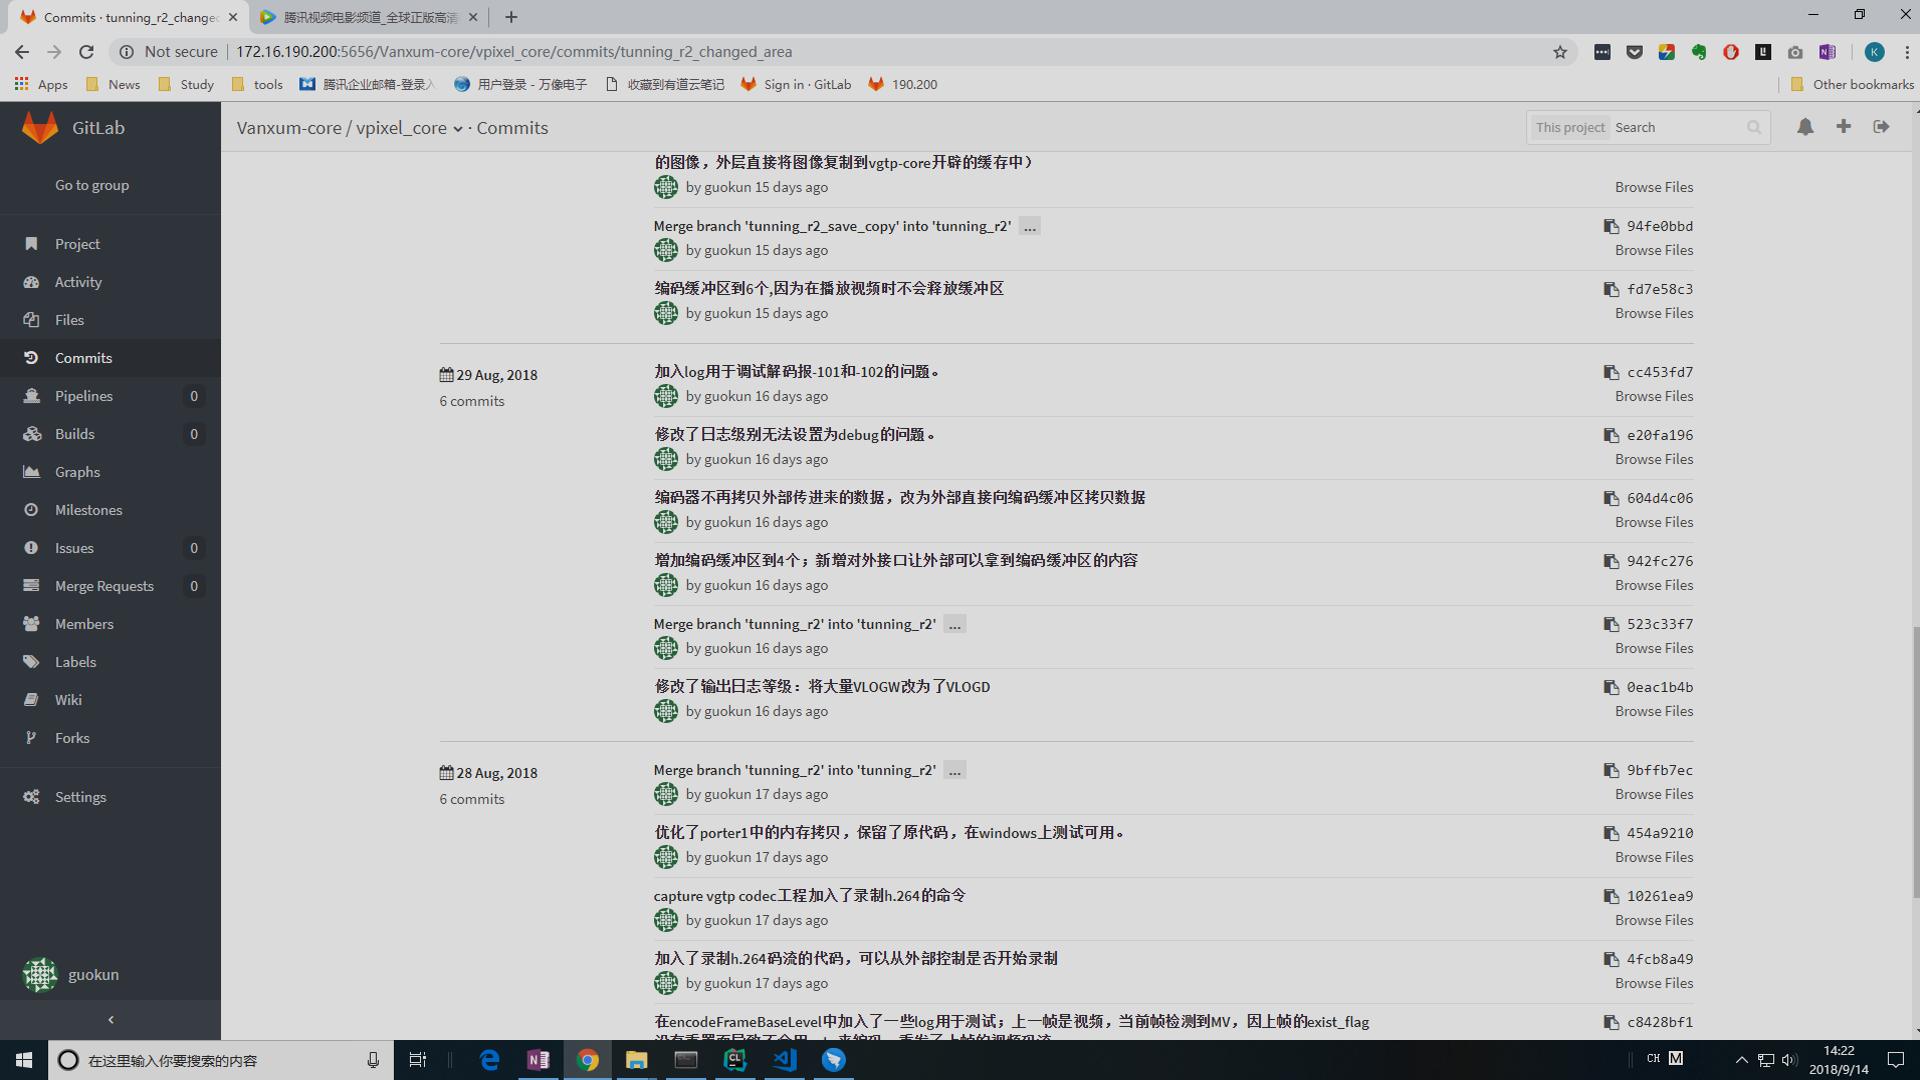 Commits · tunning_r2_change
腾讯视频电影频道_全球正版高清
Not secure 172.16.190.200:5656/Vanxum-core/vpixel_core/commits/tunning_r2_changed_area
Apps News Study tools 腾讯企业邮箱-登录入 用户登录 - 万像电子 收藏到有道云笔记 Sign in · GitLab 190.200 Other bookmarks
GitLab
Vanxum-core / vpixel_core · Commits
This project Search
Go to group
Project
Activity
Files
Commits
Pipelines 0
Builds 0
Graphs
Milestones
Issues 0
Merge Requests 0
Members
Labels
Wiki
Forks
Settings
guokun
的图像，外层直接将图像复制到vgtp-core开辟的缓存中）
by guokun 15 days ago Browse Files
Merge branch 'tunning_r2_save_copy' into 'tunning_r2' ... 94fe0bbd
by guokun 15 days ago Browse Files
编码缓冲区到6个,因为在播放视频时不会释放缓冲区 fd7e58c3
by guokun 15 days ago Browse Files
29 Aug, 2018
6 commits
加入log用于调试解码报-101和-102的问题。 cc453fd7
by guokun 16 days ago Browse Files
修改了日志级别无法设置为debug的问题。 e20fa196
by guokun 16 days ago Browse Files
编码器不再拷贝外部传进来的数据，改为外部直接向编码缓冲区拷贝数据 604d4c06
by guokun 16 days ago Browse Files
增加编码缓冲区到4个；新增对外接口让外部可以拿到编码缓冲区的内容 942fc276
by guokun 16 days ago Browse Files
Merge branch 'tunning_r2' into 'tunning_r2' ... 523c33f7
by guokun 16 days ago Browse Files
修改了输出日志等级：将大量VLOGW改为了VLOGD 0eac1b4b
by guokun 16 days ago Browse Files
28 Aug, 2018
6 commits
Merge branch 'tunning_r2' into 'tunning_r2' ... 9bffb7ec
by guokun 17 days ago Browse Files
优化了porter1中的内存拷贝，保留了原代码，在windows上测试可用。 454a9210
by guokun 17 days ago Browse Files
capture vgtp codec工程加入了录制h.264的命令 10261ea9
by guokun 17 days ago Browse Files
加入了录制h.264码流的代码，可以从外部控制是否开始录制 4fcb8a49
by guokun 17 days ago Browse Files
在encodeFrameBaseLevel中加入了一些log用于测试；上一帧是视频，当前帧检测到MV，因上帧的exist_flag c8428bf1
在这里输入你要搜索的内容
CH M
14:22
2018/9/14